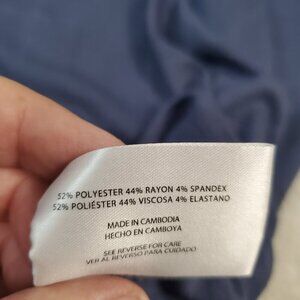 52% POLYESTER 44% RAYON 4% SPANDEX
52% POLIÉSTER 44% VISCOSA 4% ELASTANO
MADE IN CAMBODIA
HECHO EN CAMBOYA
SEE REVERSE FOR CARE
VER AL REVERSO PARA CUIDADO